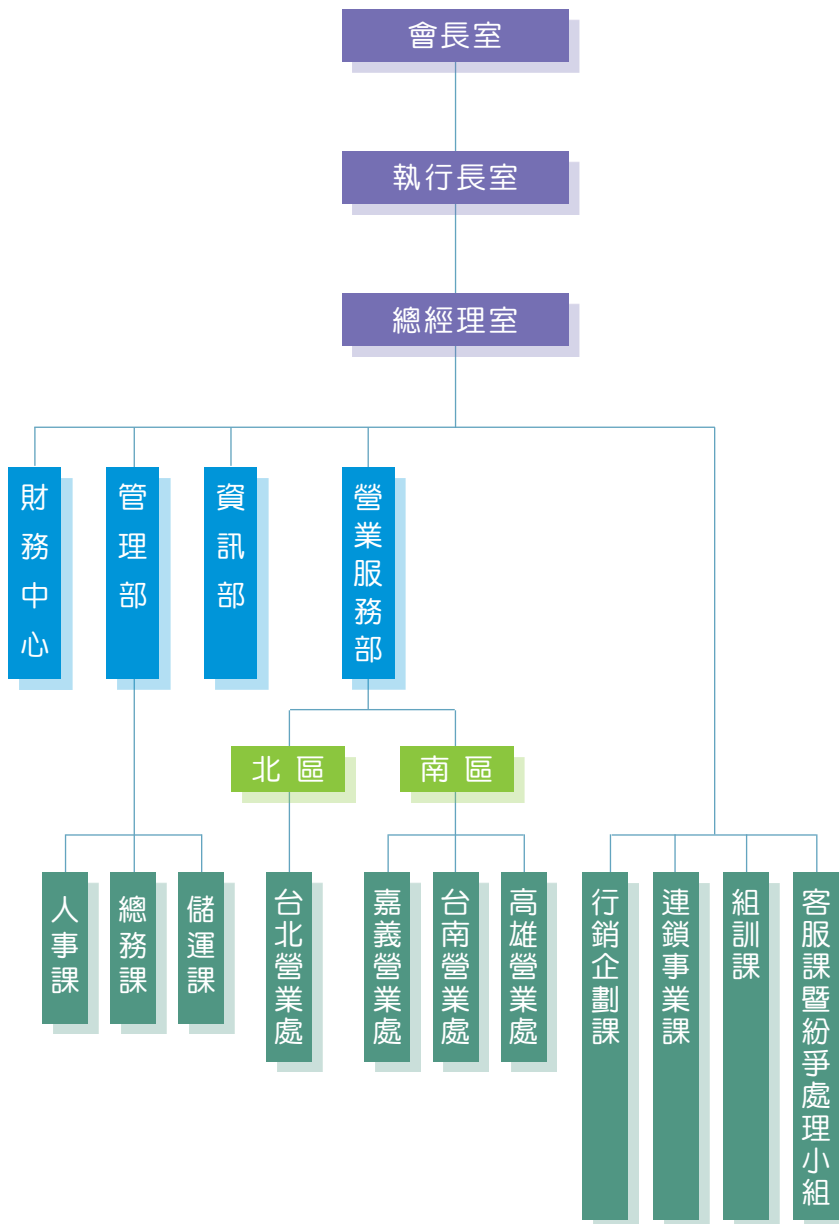 會長室
執行長室
總經理室
財務中心
管理部
資訊部
營業服務部
北區
南區
人事課
總務課
儲運課
台北營業處
嘉義營業處
台南營業處
高雄營業處
行銷企劃課
連鎖事業課
組訓課
客服課暨紛爭處理小組